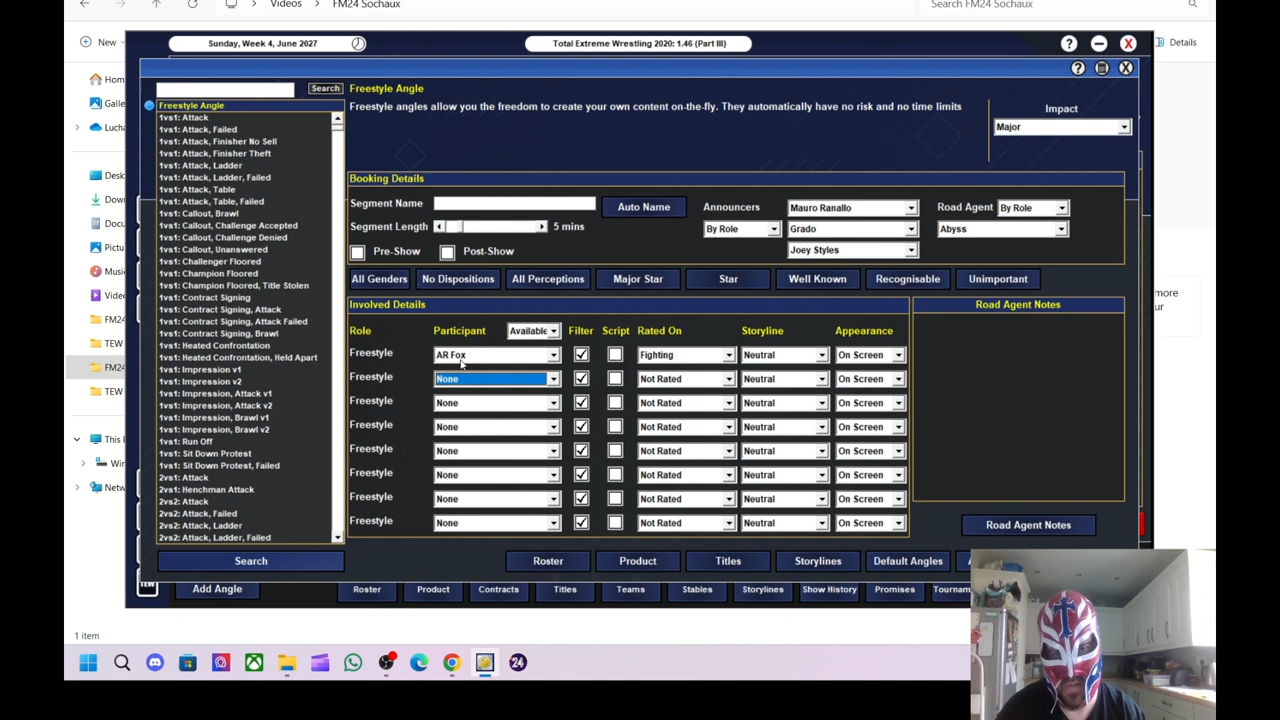 Videos > FM24 Sochaux
Search FM24 Sochaux
New
Details
Sunday, Week 4, June 2027
Total Extreme Wrestling 2020: 1.46 (Part III)
Search
Freestyle Angle
Freestyle angles allow you the freedom to create your own content on-the-fly. They automatically have no risk and no time limits
Impact
Major
Freestyle Angle
1vs1: Attack
1vs1: Attack, Failed
1vs1: Attack, Finisher No Sell
1vs1: Attack, Finisher Theft
1vs1: Attack, Ladder
1vs1: Attack, Ladder, Failed
1vs1: Attack, Table
1vs1: Attack, Table, Failed
1vs1: Callout, Brawl
1vs1: Callout, Challenge Accepted
1vs1: Callout, Challenge Denied
1vs1: Callout, Unanswered
1vs1: Challenger Floored
1vs1: Champion Floored
1vs1: Champion Floored, Title Stolen
1vs1: Contract Signing
1vs1: Contract Signing, Attack
1vs1: Contract Signing, Attack Failed
1vs1: Contract Signing, Brawl
1vs1: Heated Confrontation
1vs1: Heated Confrontation, Held Apart
1vs1: Impression v1
1vs1: Impression v2
1vs1: Impression, Attack v1
1vs1: Impression, Attack v2
1vs1: Impression, Brawl v1
1vs1: Impression, Brawl v2
1vs1: Run Off
1vs1: Sit Down Protest
1vs1: Sit Down Protest, Failed
2vs1: Attack
2vs1: Henchman Attack
2vs2: Attack
2vs2: Attack, Failed
2vs2: Attack, Ladder
2vs2: Attack, Ladder, Failed
Search
Booking Details
Segment Name
Auto Name
Announcers
Mauro Ranallo
Road Agent
By Role
Segment Length
5 mins
By Role
Grado
Abyss
Pre-Show
Post-Show
Joey Styles
All Genders
No Dispositions
All Perceptions
Major Star
Star
Well Known
Recognisable
Unimportant
Involved Details
Road Agent Notes
Role
Participant
Available
Filter
Script
Rated On
Storyline
Appearance
Freestyle AR Fox Fighting Neutral On Screen
Freestyle None Not Rated Neutral On Screen
Freestyle None Not Rated Neutral On Screen
Freestyle None Not Rated Neutral On Screen
Freestyle None Not Rated Neutral On Screen
Freestyle None Not Rated Neutral On Screen
Freestyle None Not Rated Neutral On Screen
Freestyle None Not Rated Neutral On Screen
Road Agent Notes
Roster
Product
Titles
Storylines
Default Angles
TEW
Add Angle
Roster
Product
Contracts
Titles
Teams
Stables
Storylines
Show History
Promises
1 item
24